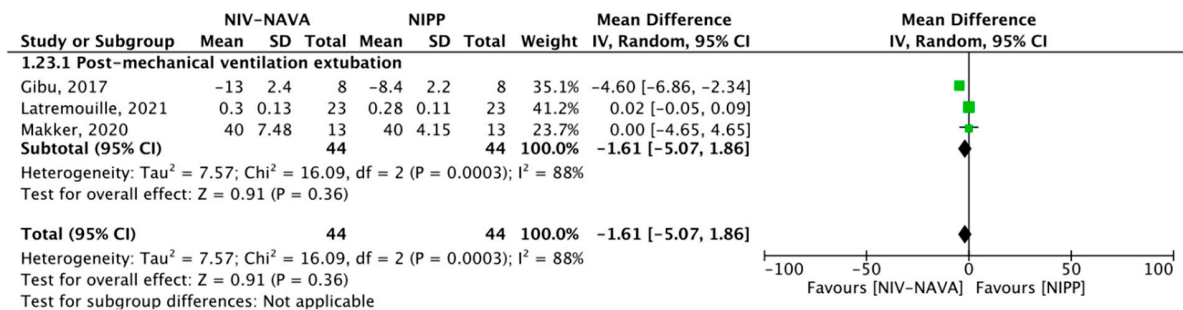 NIV-NAVA NIPP Mean Difference Mean Difference
Study or Subgroup Mean SD Total Mean SD Total Weight IV, Random, 95% CI IV, Random, 95% CI
1.23.1 Post-mechanical ventilation extubation
Gibu, 2017 -13 2.4 8 -8.4 2.2 8 35.1% -4.60 [-6.86, -2.34]
Latremouille, 2021 0.3 0.13 23 0.28 0.11 23 41.2% 0.02 [-0.05, 0.09]
Makker, 2020 40 7.48 13 40 4.15 13 23.7% 0.00 [-4.65, 4.65]
Subtotal (95% CI) 44 44 100.0% -1.61 [-5.07, 1.86]
Heterogeneity: Tau² = 7.57; Chi² = 16.09, df = 2 (P = 0.0003); I² = 88%
Test for overall effect: Z = 0.91 (P = 0.36)
Total (95% CI) 44 44 100.0% -1.61 [-5.07, 1.86]
Heterogeneity: Tau² = 7.57; Chi² = 16.09, df = 2 (P = 0.0003); I² = 88%
Test for overall effect: Z = 0.91 (P = 0.36)
Test for subgroup differences: Not applicable
-100 -50 0 50 100
Favours [NIV-NAVA] Favours [NIPP]